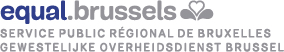 equal.brussels
SERVICE PUBLIC RÉGIONAL DE BRUXELLES
GEWESTELIJKE OVERHEIDSDIENST BRUSSEL